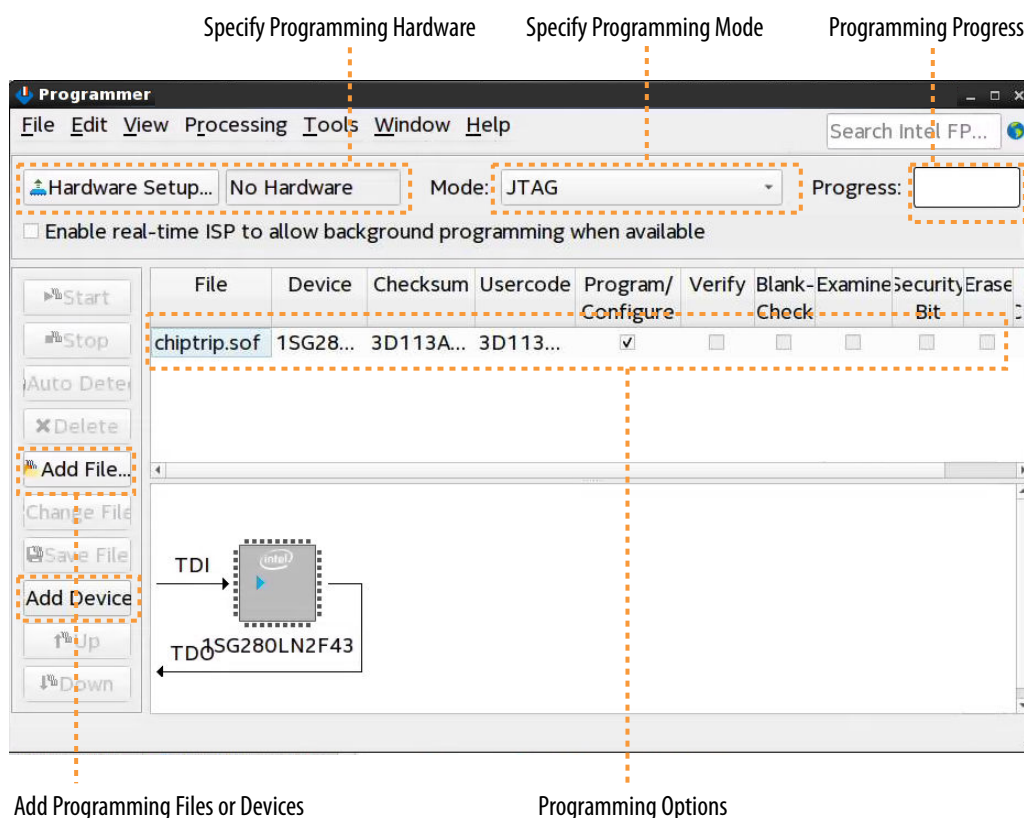 Specify Programming Hardware Specify Programming Mode Programming Progress
Programmer
File Edit View Processing Tools Window Help Search Intel FP...
Hardware Setup... No Hardware Mode: JTAG Progress:
Enable real-time ISP to allow background programming when available
File Device Checksum Usercode Program/ Configure Verify Blank-Check Examine Security Bit Erase
chiptrip.sof 1SG28... 3D113A... 3D113...
Start
Stop
Auto Dete
Delete
Add File...
Change File
Save File
Add Device
Up
Down
intel
TDI
1SG280LN2F43
TDO
Add Programming Files or Devices Programming Options